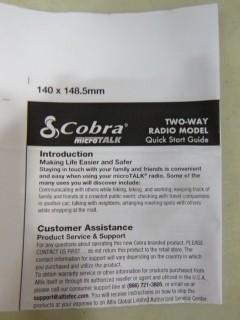 140 x 148.5mm
Cobra®
microTALK®
TWO-WAY
RADIO MODEL
Quick Start Guide
Introduction
Making Life Easier and Safer
Staying in touch with your family and friends is convenient
and easy when using your microTALK® radio. Some of the
many uses you will discover include:
Communicating with others while hiking, biking, and working; keeping track of
family and friends at a crowded public event; checking with travel companions
in another car; talking with neighbors; arranging meeting spots with others
while shopping at the mall.
Customer Assistance
Product Service & Support
For any questions about operating this new Cobra branded product, PLEASE
CONTACT US FIRST ... do not return this product to the retail store. The
contact information for support will vary depending on the country in which
you purchased and utilize the product.
To obtain warranty service or other information for products purchased from
Altis itself or through its authorized reseller or agent and utilized in the U.S.A.
please call our consumer support line at (866) 721-3805, or email us at
support@altisfec.com. You will receive instructions on how to ship the
product at your expense to an Altis Global Limited Authorized Service Center.